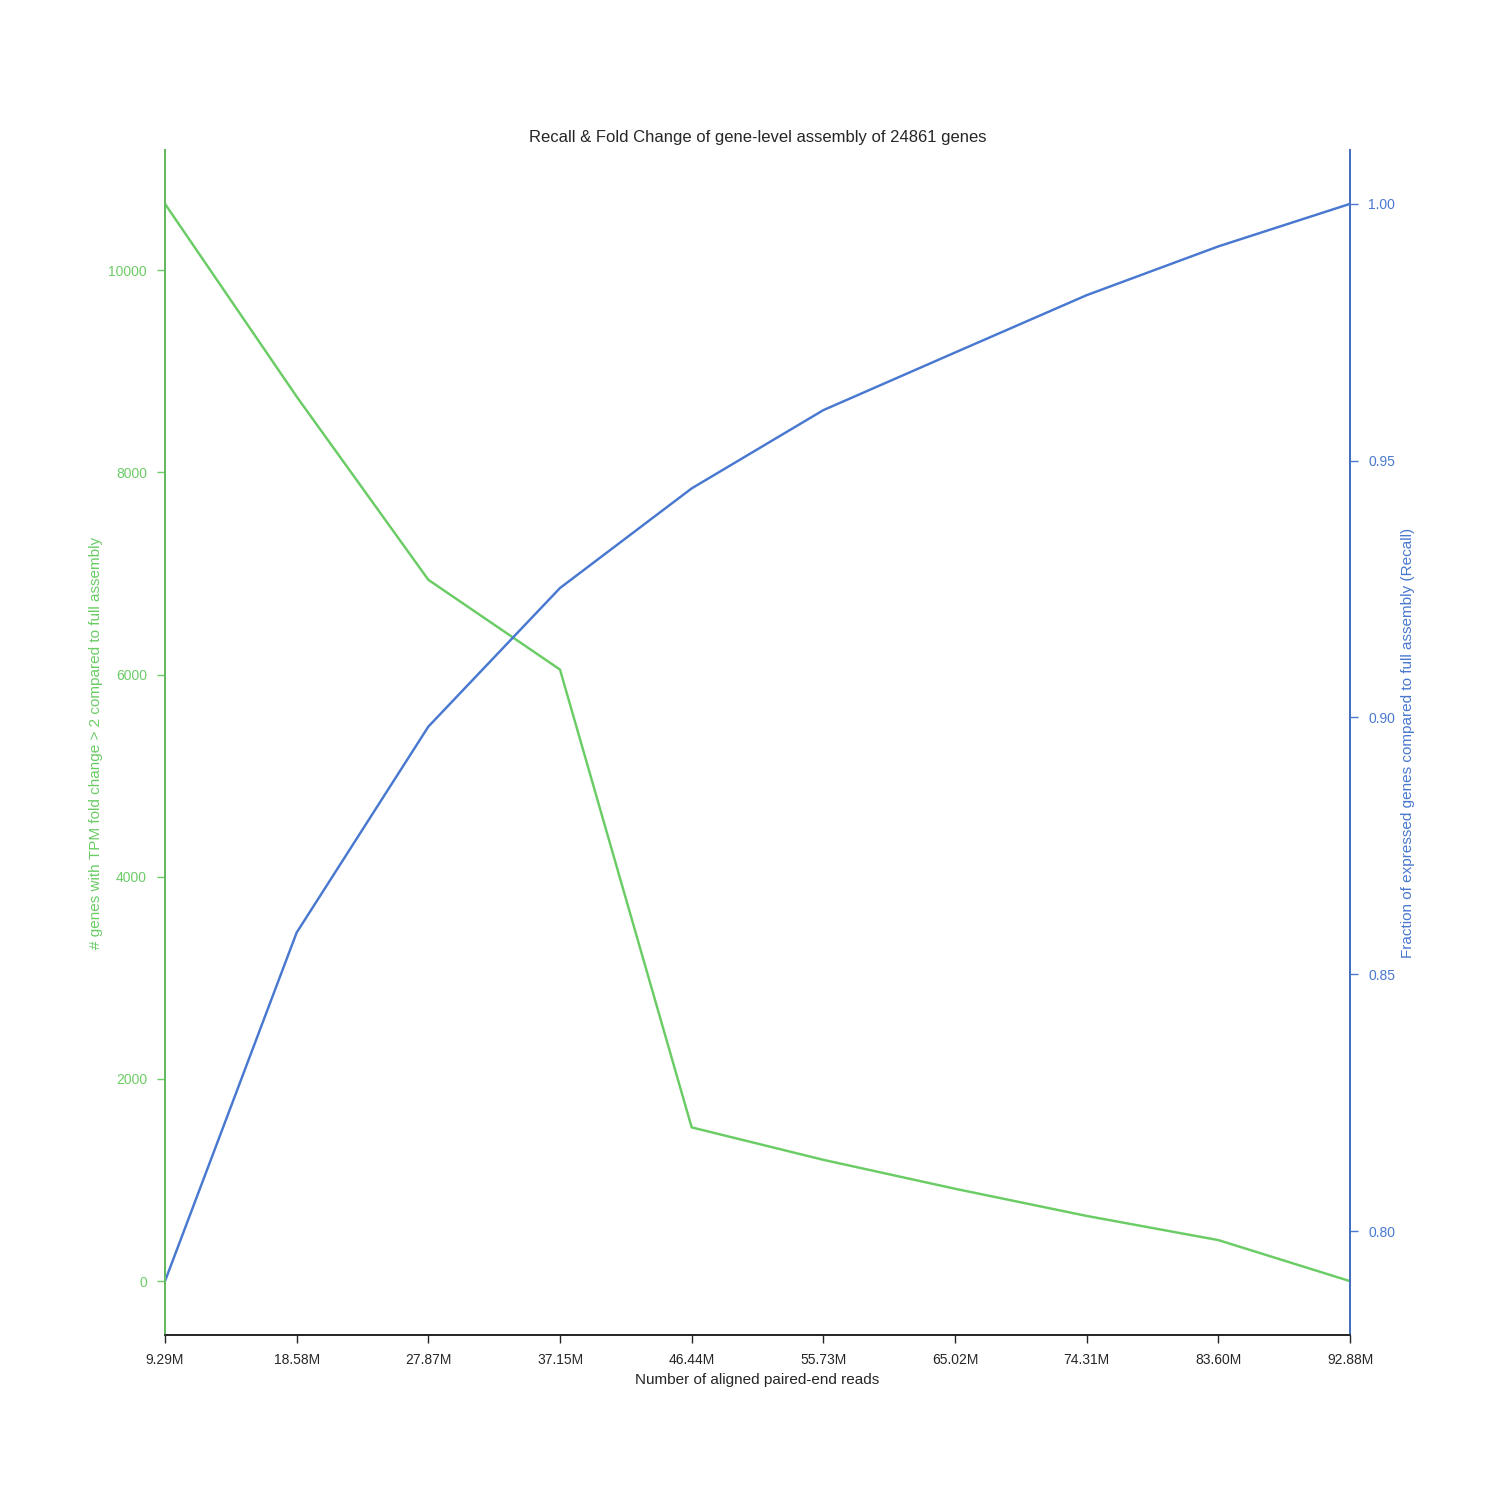 Recall & Fold Change of gene-level assembly of 24861 genes
# genes with TPM fold change > 2 compared to full assembly
10000
8000
6000
4000
2000
0
1.00
0.95
0.90
0.85
0.80
Fraction of expressed genes compared to full assembly (Recall)
9.29M 18.58M 27.87M 37.15M 46.44M 55.73M 65.02M 74.31M 83.60M 92.88M
Number of aligned paired-end reads